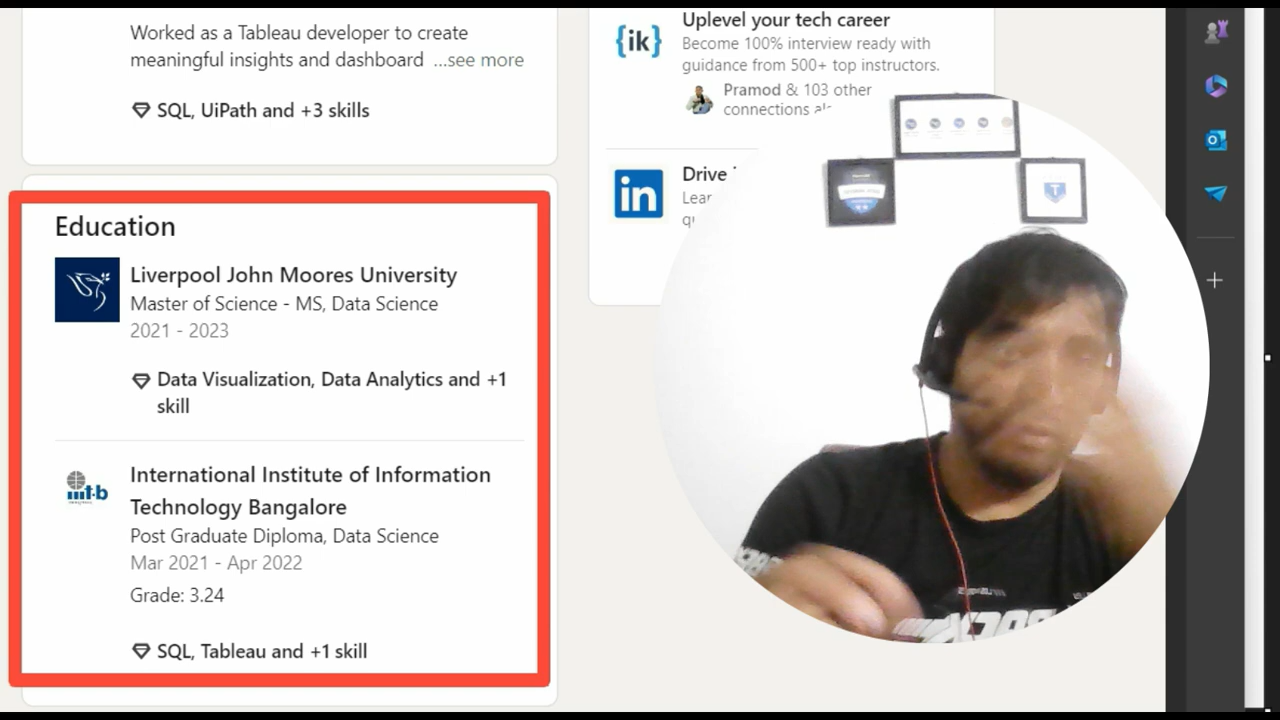 Worked as a Tableau developer to create
meaningful insights and dashboard ...see more
SQL, UiPath and +3 skills
Education
Liverpool John Moores University
Master of Science - MS, Data Science
2021 - 2023
Data Visualization, Data Analytics and +1
skill
iiit-b
International Institute of Information
Technology Bangalore
Post Graduate Diploma, Data Science
Mar 2021 - Apr 2022
Grade: 3.24
SQL, Tableau and +1 skill
{ik}
Uplevel your tech career
Become 100% interview ready with
guidance from 500+ top instructors.
Pramod & 103 other
connections
in
Drive